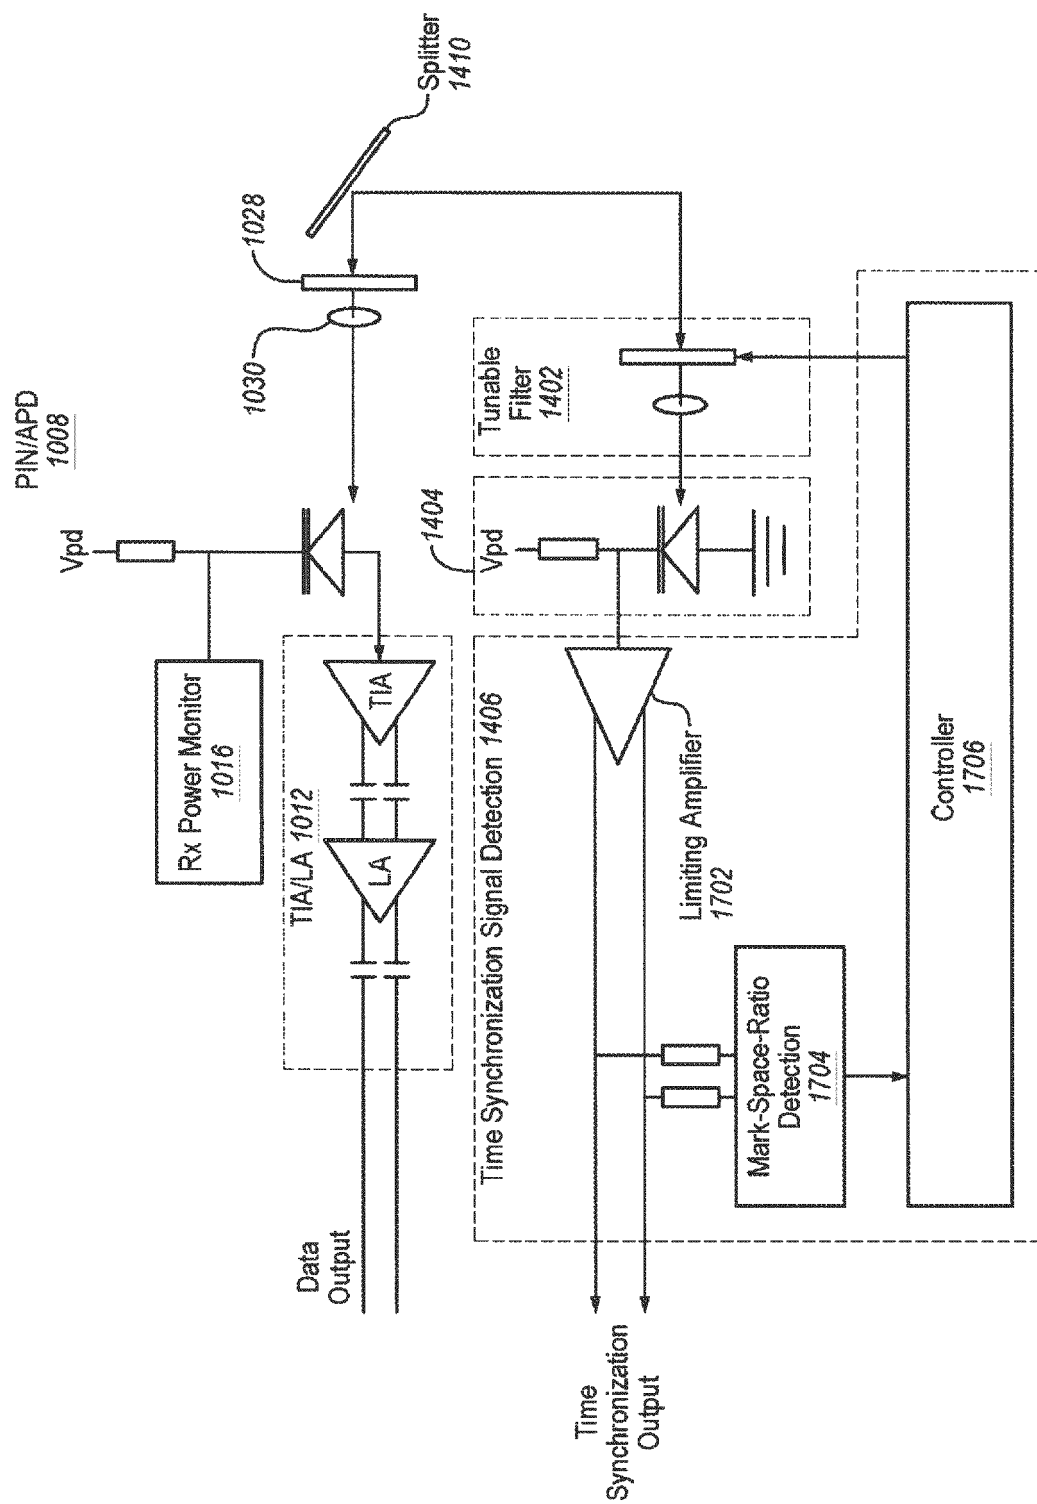 PIN/APD
1008
Vpd
Rx Power Monitor
1016
TIA/LA 1012
TIA
LA
Data
Output
1030
1028
Splitter
1410
Tunable
Filter
1402
1404
Vpd
Time Synchronization Signal Detection 1406
Limiting Amplifier
1702
Mark-Space-Ratio
Detection
1704
Controller
1706
Time
Synchronization
Output